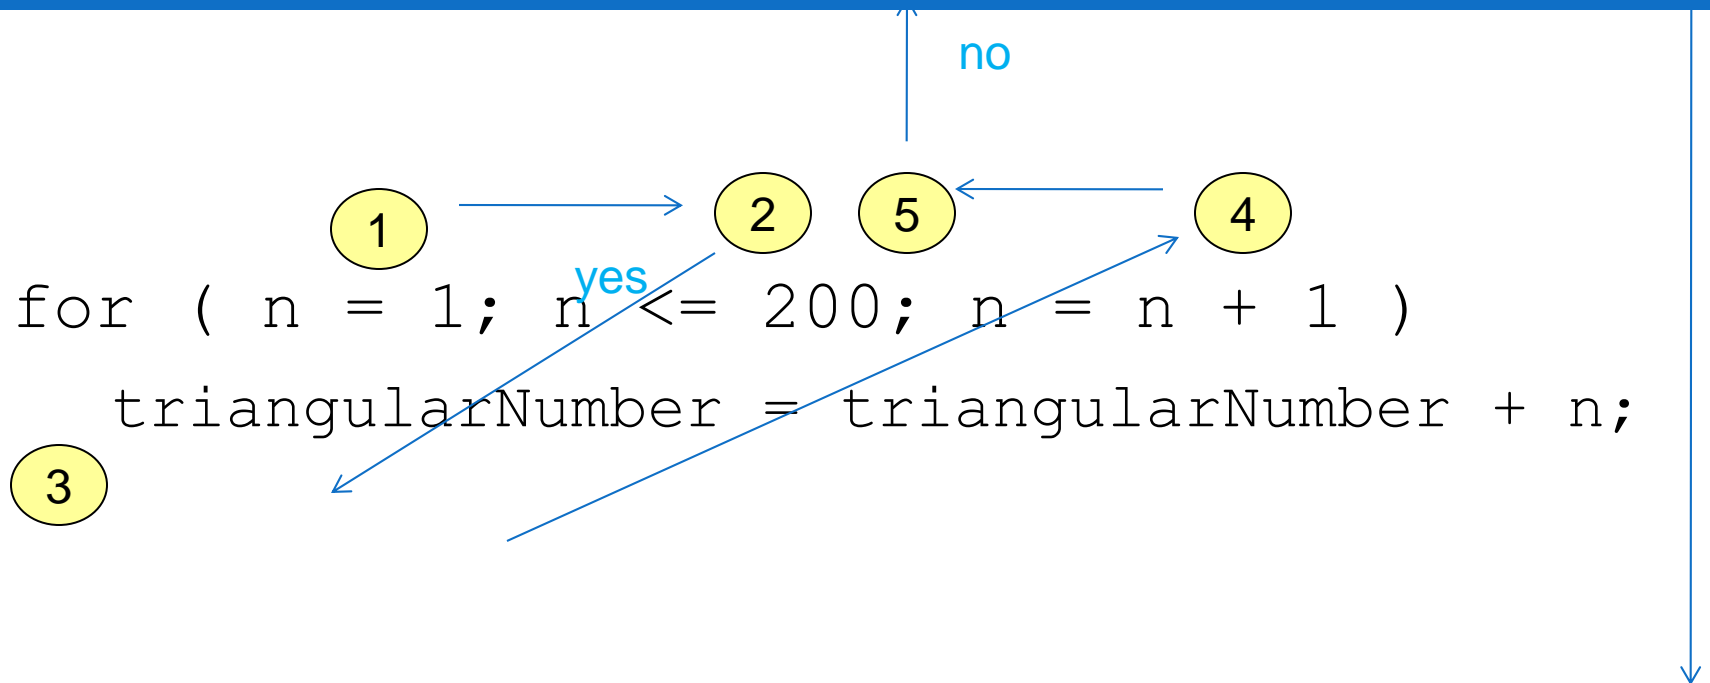 no
1 2 5 4
yes
for ( n = 1; n <= 200; n = n + 1 )
triangularNumber = triangularNumber + n;
3